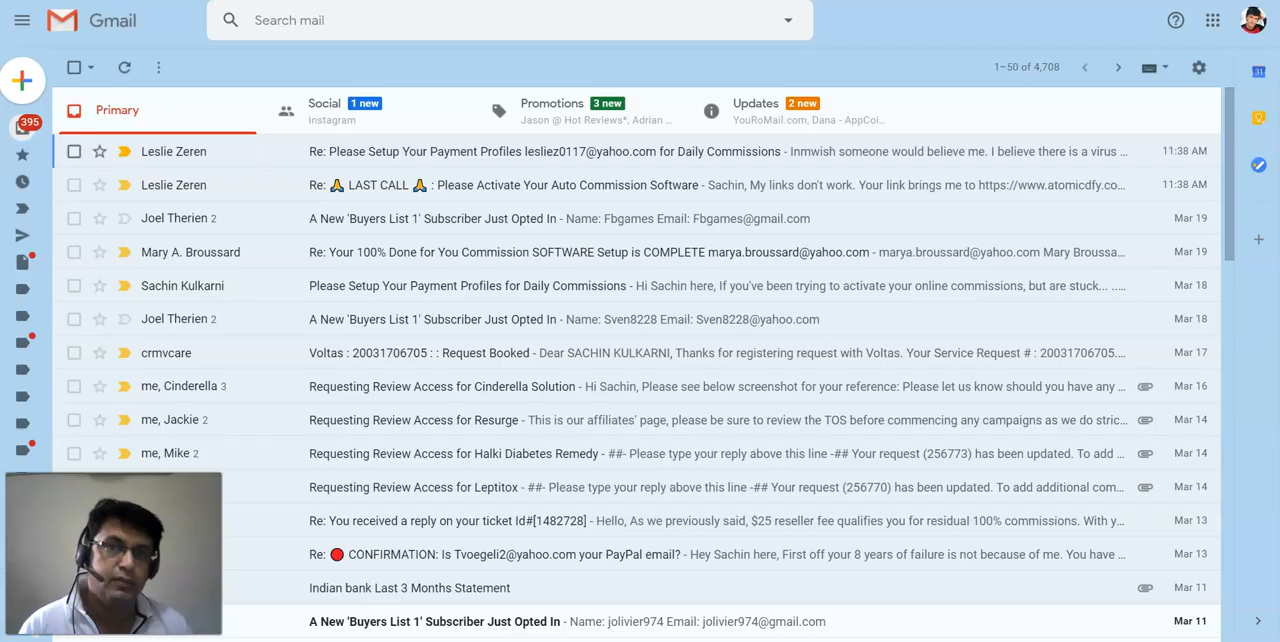 Gmail
Search mail
1–50 of 4,708
Primary
Social 1 new
Instagram
Promotions 3 new
Jason @ Hot Reviews*, Adrian ...
Updates 2 new
YouRoMail.com, Dana - AppCoi...
395
31
Leslie Zeren Re: Please Setup Your Payment Profiles lesliez0117@yahoo.com for Daily Commissions - Inmwish someone would believe me. I believe there is a virus ... 11:38 AM
Leslie Zeren Re: 🙏 LAST CALL 🙏 : Please Activate Your Auto Commission Software - Sachin, My links don't work. Your link brings me to https://www.atomicdfy.co... 11:38 AM
Joel Therien 2 A New 'Buyers List 1' Subscriber Just Opted In - Name: Fbgames Email: Fbgames@gmail.com Mar 19
Mary A. Broussard Re: Your 100% Done for You Commission SOFTWARE Setup is COMPLETE marya.broussard@yahoo.com - marya.broussard@yahoo.com Mary Broussa... Mar 19
Sachin Kulkarni Please Setup Your Payment Profiles for Daily Commissions - Hi Sachin here, If you've been trying to activate your online commissions, but are stuck... ..... Mar 18
Joel Therien 2 A New 'Buyers List 1' Subscriber Just Opted In - Name: Sven8228 Email: Sven8228@yahoo.com Mar 18
crmvcare Voltas : 20031706705 : : Request Booked - Dear SACHIN KULKARNI, Thanks for registering request with Voltas. Your Service Request # : 20031706705.... Mar 17
me, Cinderella 3 Requesting Review Access for Cinderella Solution - Hi Sachin, Please see below screenshot for your reference: Please let us know should you have any ... Mar 16
me, Jackie 2 Requesting Review Access for Resurge - This is our affiliates' page, please be sure to review the TOS before commencing any campaigns as we do stric... Mar 14
me, Mike 2 Requesting Review Access for Halki Diabetes Remedy - ##- Please type your reply above this line -## Your request (256773) has been updated. To add ... Mar 14
Requesting Review Access for Leptitox - ##- Please type your reply above this line -## Your request (256770) has been updated. To add additional com... Mar 14
Re: You received a reply on your ticket Id#[1482728] - Hello, As we previously said, $25 reseller fee qualifies you for residual 100% commissions. With y... Mar 13
Re: 🔴 CONFIRMATION: Is Tvoegeli2@yahoo.com your PayPal email? - Hey Sachin here, First off your 8 years of failure is not because of me. You have ... Mar 13
Indian bank Last 3 Months Statement Mar 11
A New 'Buyers List 1' Subscriber Just Opted In - Name: jolivier974 Email: jolivier974@gmail.com Mar 11